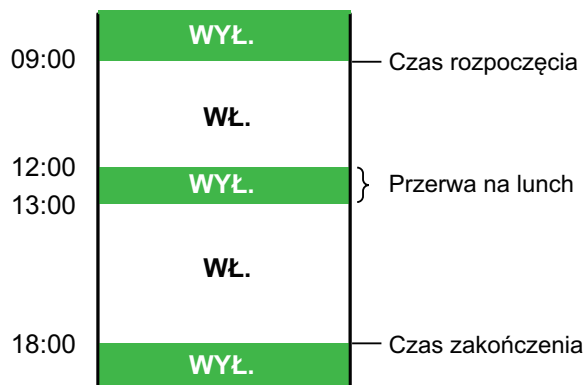 WYŁ.
09:00
Czas rozpoczęcia
WŁ.
12:00
WYŁ.
Przerwa na lunch
13:00
WŁ.
18:00
Czas zakończenia
WYŁ.